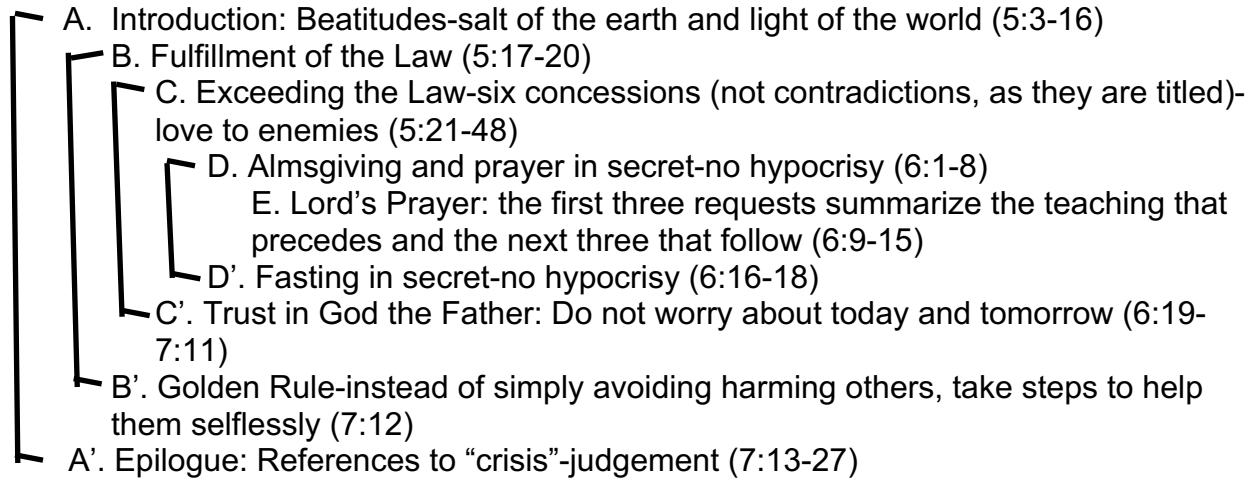 A. Introduction: Beatitudes-salt of the earth and light of the world (5:3-16)
B. Fulfillment of the Law (5:17-20)
C. Exceeding the Law-six concessions (not contradictions, as they are titled)-
love to enemies (5:21-48)
D. Almsgiving and prayer in secret-no hypocrisy (6:1-8)
E. Lord’s Prayer: the first three requests summarize the teaching that
precedes and the next three that follow (6:9-15)
D’. Fasting in secret-no hypocrisy (6:16-18)
C’. Trust in God the Father: Do not worry about today and tomorrow (6:19-
7:11)
B’. Golden Rule-instead of simply avoiding harming others, take steps to help
them selflessly (7:12)
A’. Epilogue: References to “crisis”-judgement (7:13-27)